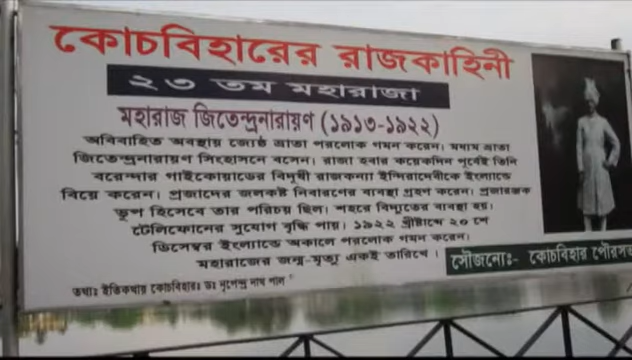 কোচবিহারের রাজকাহিনী
২৩ তম মহারাজা
মহারাজ জিতেন্দ্রনারায়ণ (১৯১৩-১৯২২)
অবিবাহিত অবস্থায় জ্যেষ্ঠ ভ্রাতা পরলোক গমন করেন। মধ্যম ভ্রাতা
জিতেন্দ্রনারায়ণ সিংহাসনে বসেন। রাজা হবার কয়েকদিন পূর্বেই তিনি
বরোদার গাইকোয়াডের বিদূষী রাজকন্যা ইন্দিরাদেবীকে ইংল্যান্ডে
বিয়ে করেন। প্রজাদের জলকষ্ট নিবারণের ব্যবস্থা গ্রহণ করেন। প্রজারঞ্জক
ভুপ হিসেবে তার পরিচয় ছিল। শহরে বিদ্যুতের ব্যবস্থা হয়।
টেলিফোনের সুযোগ বৃদ্ধি পায়। ১৯২২ খ্রীষ্টাব্দে ২০ শে
ডিসেম্বর ইংল্যান্ডে অকালে পরলোক গমন করেন।
মহারাজের জন্ম-মৃত্যু একই তারিখে।
সৌজন্যেঃ- কোচবিহার পৌরসভা
তথ্যঃ ইতিকথায় কোচবিহারঃ ডঃ নৃপেন্দ্র নাথ পাল